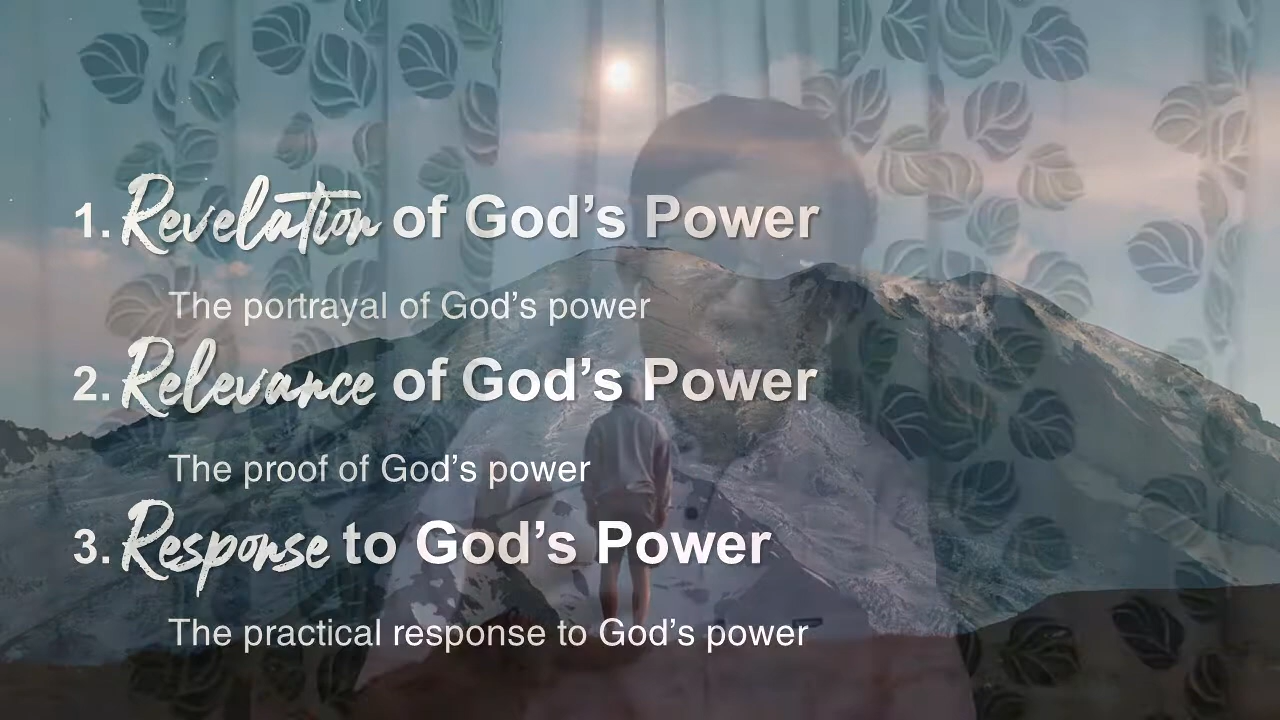 1. Revelation of God's Power
The portrayal of God's power
2. Relevance of God's Power
The proof of God's power
3. Response to God's Power
The practical response to God's power